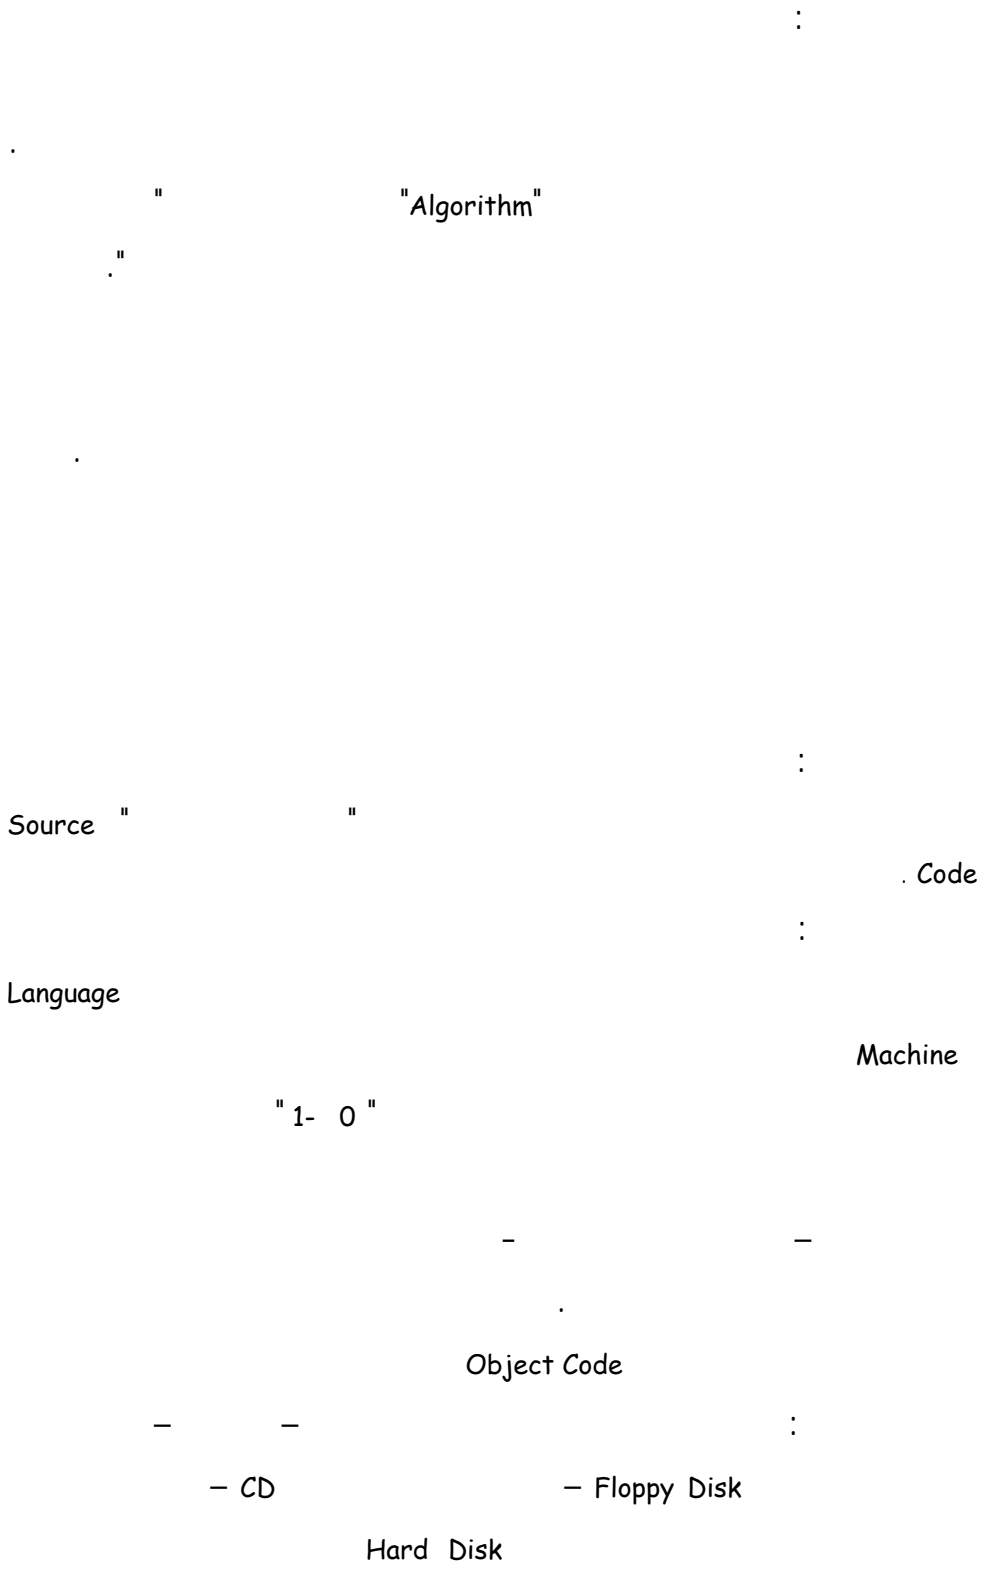 :
.
" "Algorithm"
."
.
:
Source " "
. Code
:
Language
Machine
" 1- 0 "
– –
.
Object Code
– – :
– CD – Floppy Disk
Hard Disk